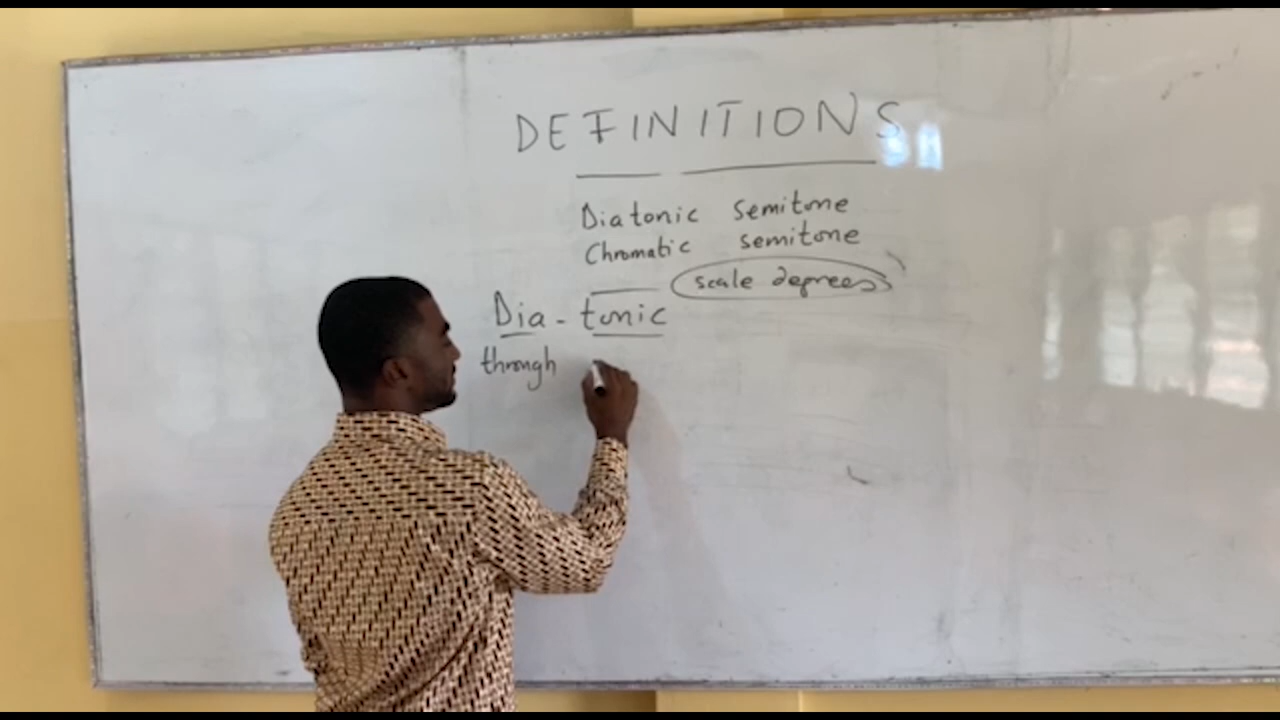 DEFINITIONS
Diatonic semitone
Chromatic semitone
scale degrees
Dia - tonic
through